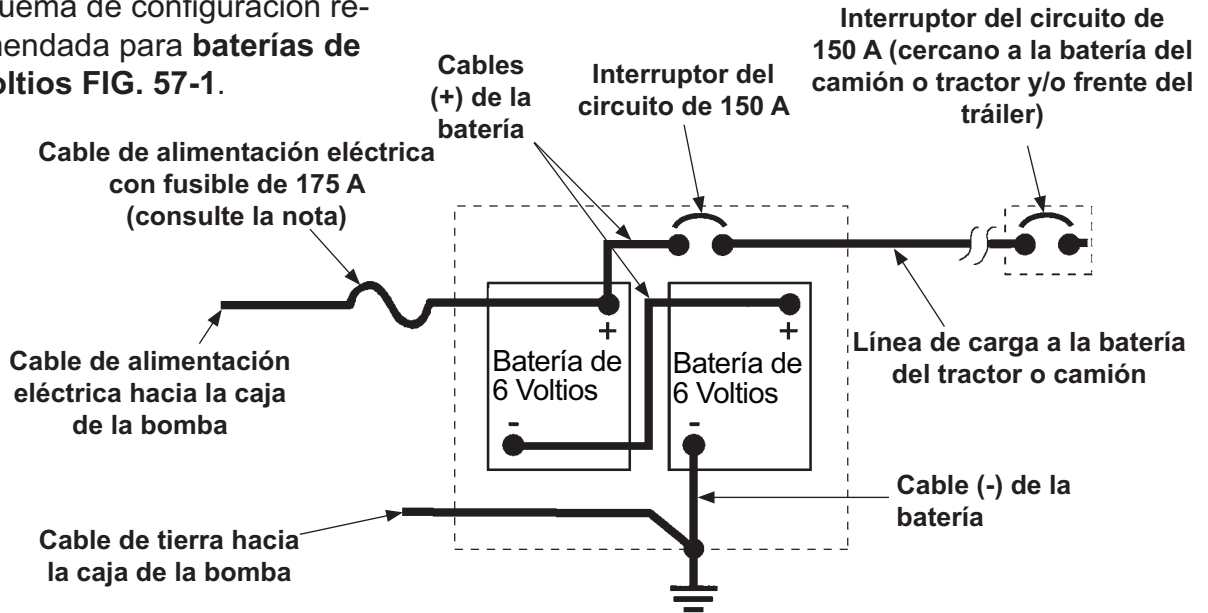 uema de configuración re-
mendada para baterías de
oltios FIG. 57-1.
Cables
(+) de la
batería
Interruptor del
circuito de 150 A
Interruptor del circuito de
150 A (cercano a la batería del
camión o tractor y/o frente del
tráiler)
Cable de alimentación eléctrica
con fusible de 175 A
(consulte la nota)
Cable de alimentación
eléctrica hacia la caja
de la bomba
+
Batería de
6 Voltios
-
+
Batería de
6 Voltios
-
Línea de carga a la batería
del tractor o camión
Cable (-) de la
batería
Cable de tierra hacia
la caja de la bomba